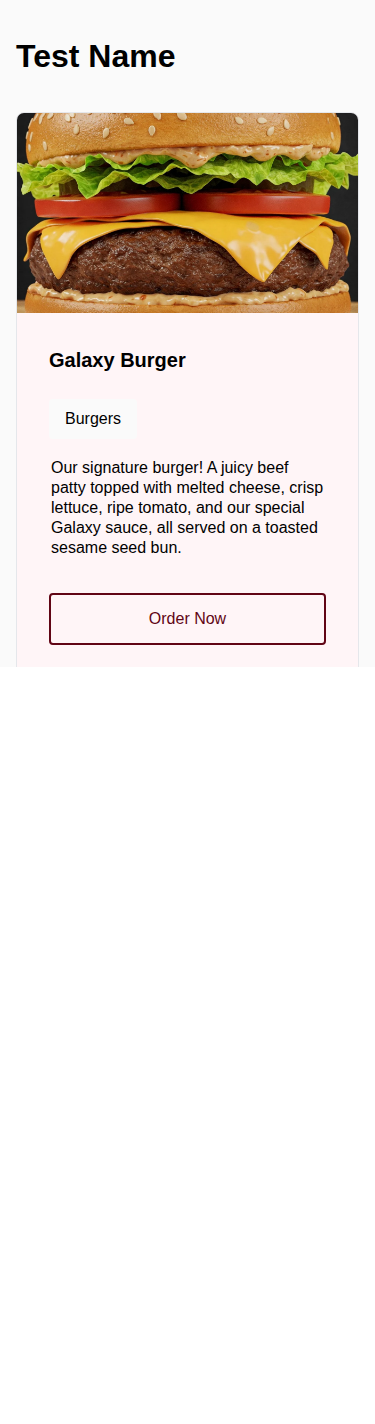 Test Name
Galaxy Burger
Burgers
Our signature burger! A juicy beef
patty topped with melted cheese, crisp
lettuce, ripe tomato, and our special
Galaxy sauce, all served on a toasted
sesame seed bun.
Order Now